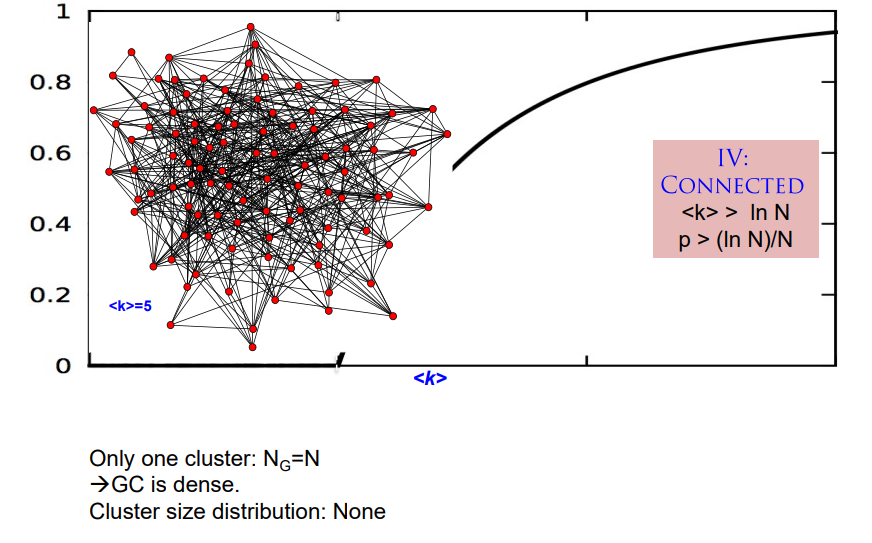 1
0.8
0.6
0.4
0.2
0
<k>=5
<k>
IV:
CONNECTED
<k> > ln N
p > (ln N)/N
Only one cluster: NG=N
→GC is dense.
Cluster size distribution: None